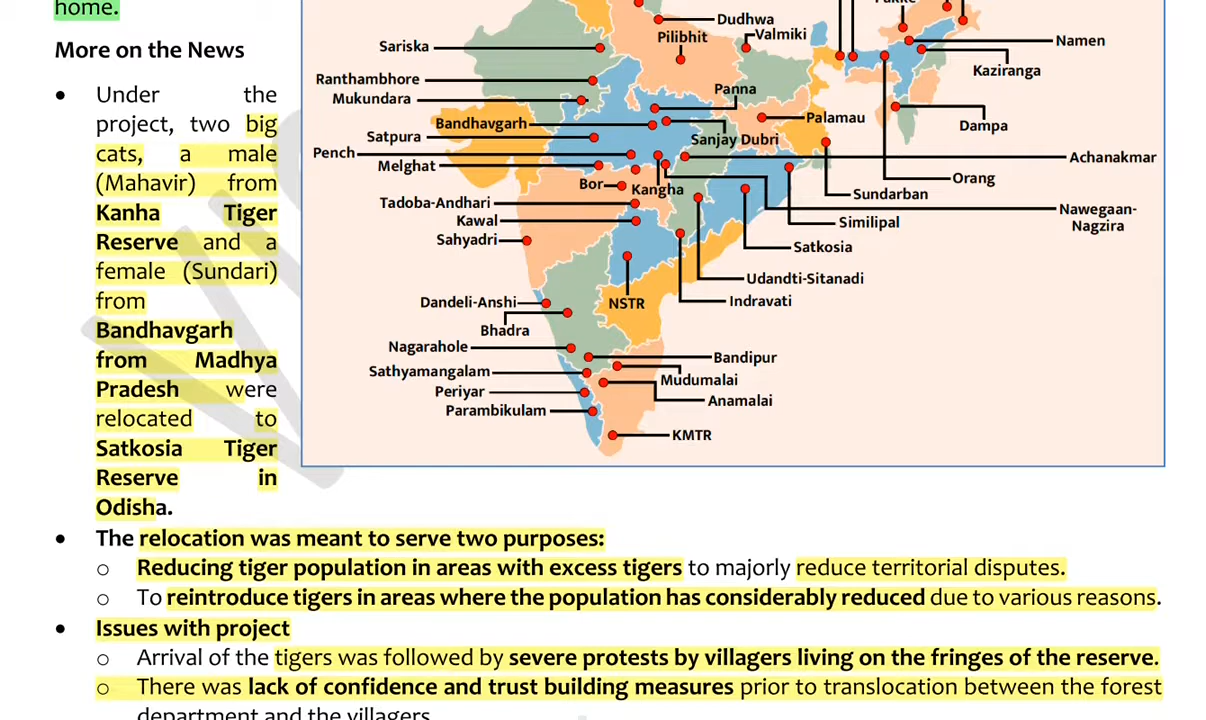 home.
More on the News
• Under the
project, two big
cats, a male
(Mahavir) from
Kanha Tiger
Reserve and a
female (Sundari)
from
Bandhavgarh
from Madhya
Pradesh were
relocated to
Satkosia Tiger
Reserve in
Odisha.
Dudhwa
Pilibhit
Valmiki
Sariska
Namen
Kaziranga
Ranthambhore
Mukundara
Panna
Bandhavgarh
Palamau
Dampa
Satpura
Sanjay Dubri
Pench
Achanakmar
Melghat
Orang
Bor
Kangha
Sundarban
Tadoba-Andhari
Nawegaan-
Nagzira
Kawal
Similipal
Sahyadri
Satkosia
Udandti-Sitanadi
Dandeli-Anshi
NSTR
Indravati
Bhadra
Nagarahole
Bandipur
Sathyamangalam
Mudumalai
Periyar
Anamalai
Parambikulam
KMTR
• The relocation was meant to serve two purposes:
o Reducing tiger population in areas with excess tigers to majorly reduce territorial disputes.
o To reintroduce tigers in areas where the population has considerably reduced due to various reasons.
• Issues with project
o Arrival of the tigers was followed by severe protests by villagers living on the fringes of the reserve.
o There was lack of confidence and trust building measures prior to translocation between the forest
department and the villagers.